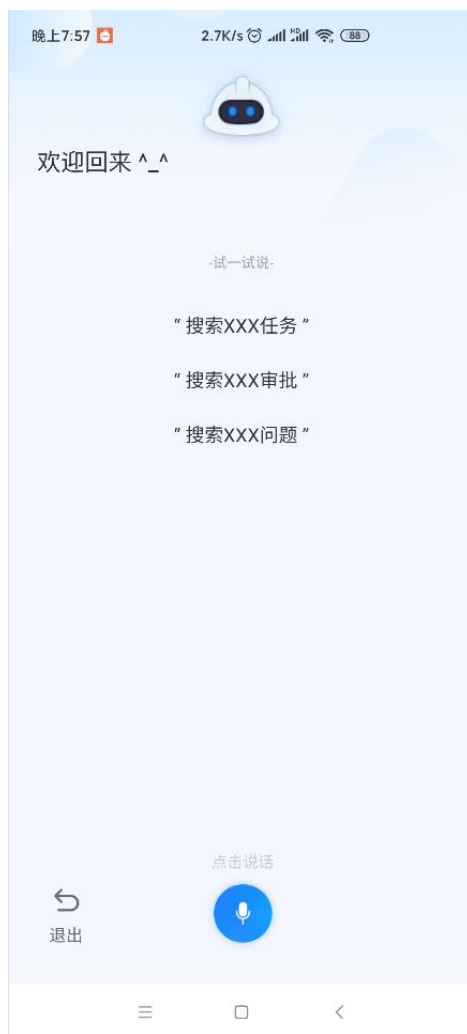 晚上7:57 2.7K/s HD 88
欢迎回来 ^_^
-试一试说-
“ 搜索XXX任务 ”
“ 搜索XXX审批 ”
“ 搜索XXX问题 ”
点击说话
退出